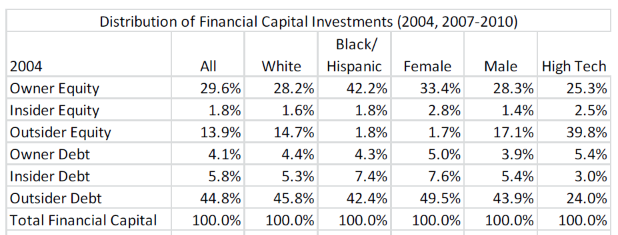 Distribution of Financial Capital Investments (2004, 2007-2010)
Black/
2004 All White Hispanic Female Male High Tech
Owner Equity 29.6% 28.2% 42.2% 33.4% 28.3% 25.3%
Insider Equity 1.8% 1.6% 1.8% 2.8% 1.4% 2.5%
Outsider Equity 13.9% 14.7% 1.8% 1.7% 17.1% 39.8%
Owner Debt 4.1% 4.4% 4.3% 5.0% 3.9% 5.4%
Insider Debt 5.8% 5.3% 7.4% 7.6% 5.4% 3.0%
Outsider Debt 44.8% 45.8% 42.4% 49.5% 43.9% 24.0%
Total Financial Capital 100.0% 100.0% 100.0% 100.0% 100.0% 100.0%